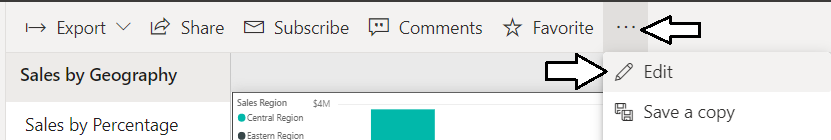 Export Share Subscribe Comments Favorite ...
Edit
Save a copy
Sales by Geography
Sales by Percentage
Sales Region $4M
Central Region
Eastern Region